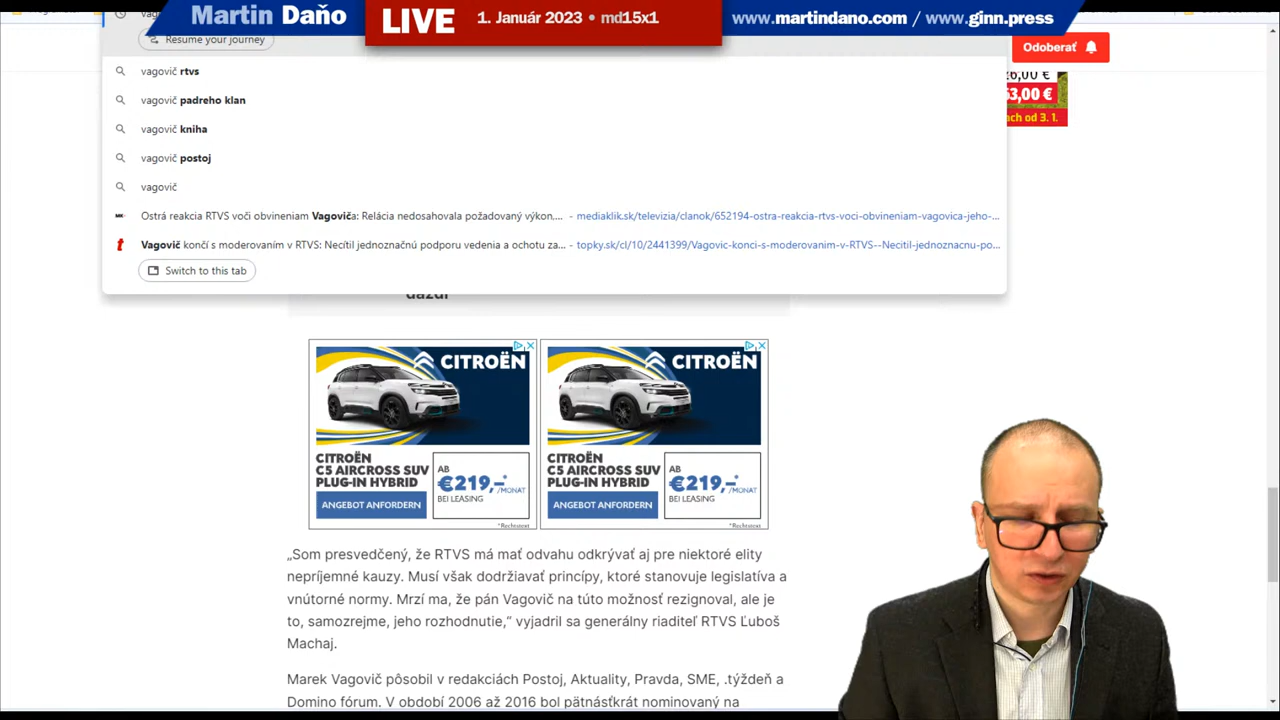 Martin Daňo
LIVE
1. Január 2023 • md15x1
www.martindano.com / www.ginn.press
Resume your journey
Odoberať
vagovič rtvs
vagovič padreho klan
vagovič kniha
vagovič postoj
vagovič
Ostrá reakcia RTVS voči obvineniam Vagoviča: Relácia nedosahovala požadovaný výkon,... - mediaklik.sk/televizia/clanok/652194-ostra-reakcia-rtvs-voci-obvineniam-vagovica-jeho-...
Vagovič končí s moderovaním v RTVS: Necítil jednoznačnú podporu vedenia a ochotu za... - topky.sk/cl/10/2441399/Vagovic-konci-s-moderovanim-v-RTVS--Necitil-jednoznacnu-po...
Switch to this tab
CITROËN
CITROËN
C5 AIRCROSS SUV
PLUG-IN HYBRID
ANGEBOT ANFORDERN
AB
€219,-*
/MONAT
BEI LEASING
*Rechtstext
CITROËN
CITROËN
C5 AIRCROSS SUV
PLUG-IN HYBRID
ANGEBOT ANFORDERN
AB
€219,-*
/MONAT
BEI LEASING
*Rechtstext
„Som presvedčený, že RTVS má mať odvahu odkrývať aj pre niektoré elity
nepríjemné kauzy. Musí však dodržiavať princípy, ktoré stanovuje legislatíva a
vnútorné normy. Mrzí ma, že pán Vagovič na túto možnosť rezignoval, ale je
to, samozrejme, jeho rozhodnutie,“ vyjadril sa generálny riaditeľ RTVS Ľuboš
Machaj.
Marek Vagovič pôsobil v redakciách Postoj, Aktuality, Pravda, SME, .týždeň a
Domino fórum. V období 2006 až 2016 bol pätnásťkrát nominovaný na